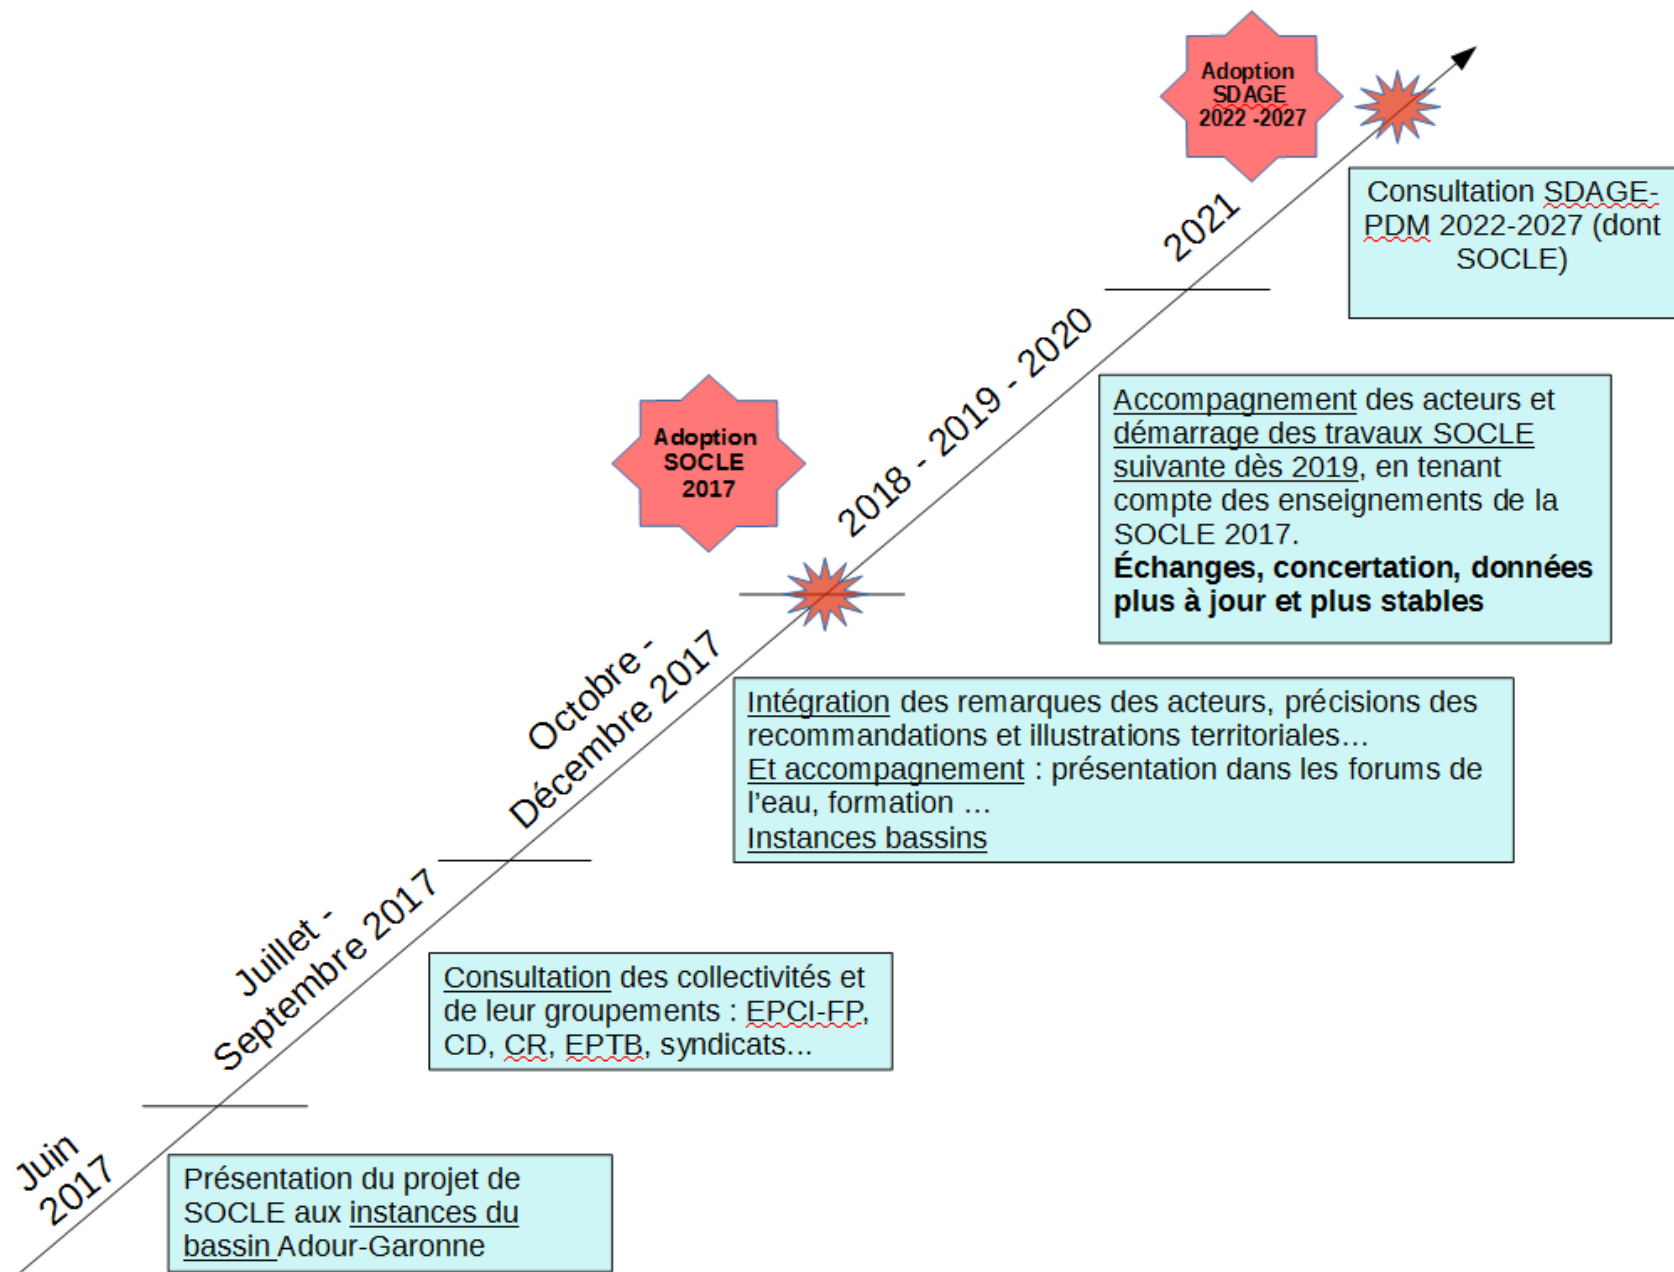 Adoption
SDAGE
2022 -2027
2021
Consultation SDAGE-
PDM 2022-2027 (dont
SOCLE)
Adoption
SOCLE
2017
2018 - 2019 - 2020
Accompagnement des acteurs et
démarrage des travaux SOCLE
suivante dès 2019, en tenant
compte des enseignements de la
SOCLE 2017.
Échanges, concertation, données
plus à jour et plus stables
Octobre -
Décembre 2017
Intégration des remarques des acteurs, précisions des
recommandations et illustrations territoriales…
Et accompagnement : présentation dans les forums de
l’eau, formation …
Instances bassins
Juillet -
Septembre 2017
Consultation des collectivités et
de leur groupements : EPCI-FP,
CD, CR, EPTB, syndicats...
Juin
2017
Présentation du projet de
SOCLE aux instances du
bassin Adour-Garonne